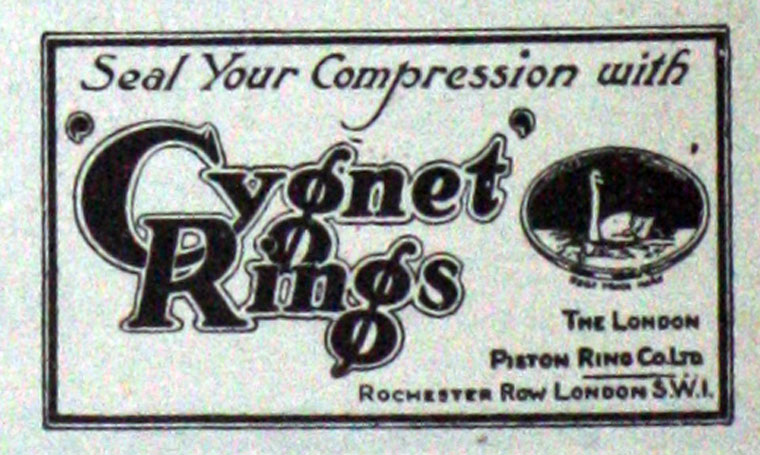 Seal Your Compression with
'Cygnet'
Rings
THE LONDON
PISTON RING CO. LTD
ROCHESTER ROW LONDON S.W.1.